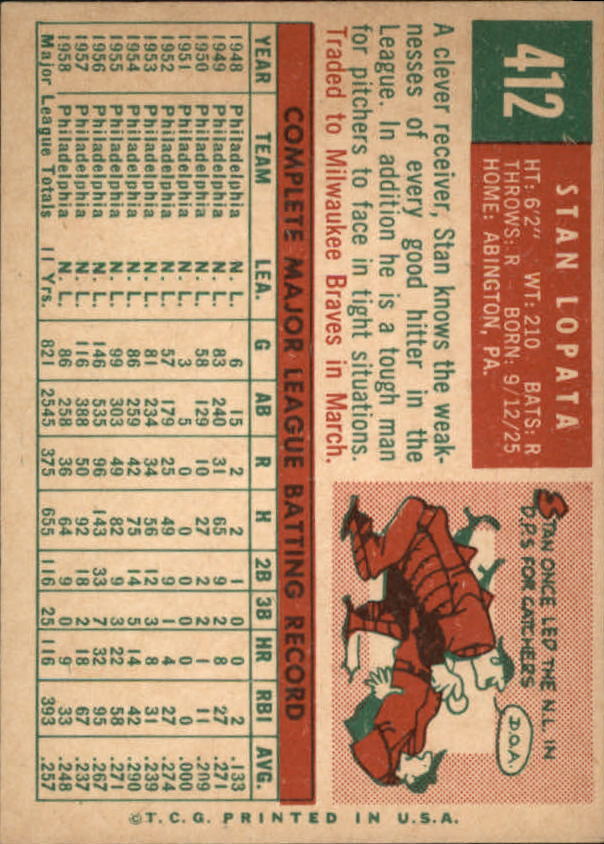 412
STAN LOPATA
HT: 6'2" WT: 210 BATS: R
THROWS: R BORN: 9/12/25
HOME: ABINGTON, PA.
A clever receiver, Stan knows the weak-
nesses of every good hitter in the
League. In addition he is a tough man
for pitchers to face in tight situations.
Traded to Milwaukee Braves in March.
STAN ONCE LED THE N.L. IN
D.P.S FOR CATCHERS
D.O.A.
COMPLETE MAJOR LEAGUE BATTING RECORD
YEAR TEAM LEA. G AB R H 2B 3B HR RBI AVG.
1948 Philadelphia N.L. 6 15 2 2 1 0 0 2 .133
1949 Philadelphia N.L. 83 240 31 65 9 2 8 27 .271
1950 Philadelphia N.L. 58 129 10 27 2 2 1 11 .209
1951 Philadelphia N.L. 3 5 0 0 0 0 0 0 .000
1952 Philadelphia N.L. 57 179 25 49 9 1 4 27 .274
1953 Philadelphia N.L. 81 234 34 56 12 3 8 31 .239
1954 Philadelphia N.L. 86 259 42 75 14 5 14 42 .290
1955 Philadelphia N.L. 99 303 49 82 9 3 22 58 .271
1956 Philadelphia N.L. 146 535 96 143 33 7 32 95 .267
1957 Philadelphia N.L. 116 388 50 92 18 2 18 67 .237
1958 Philadelphia N.L. 86 258 36 64 9 0 9 33 .248
Major League Totals 11 Yrs. 821 2545 375 655 116 25 116 393 .257
©T.C.G. PRINTED IN U.S.A.